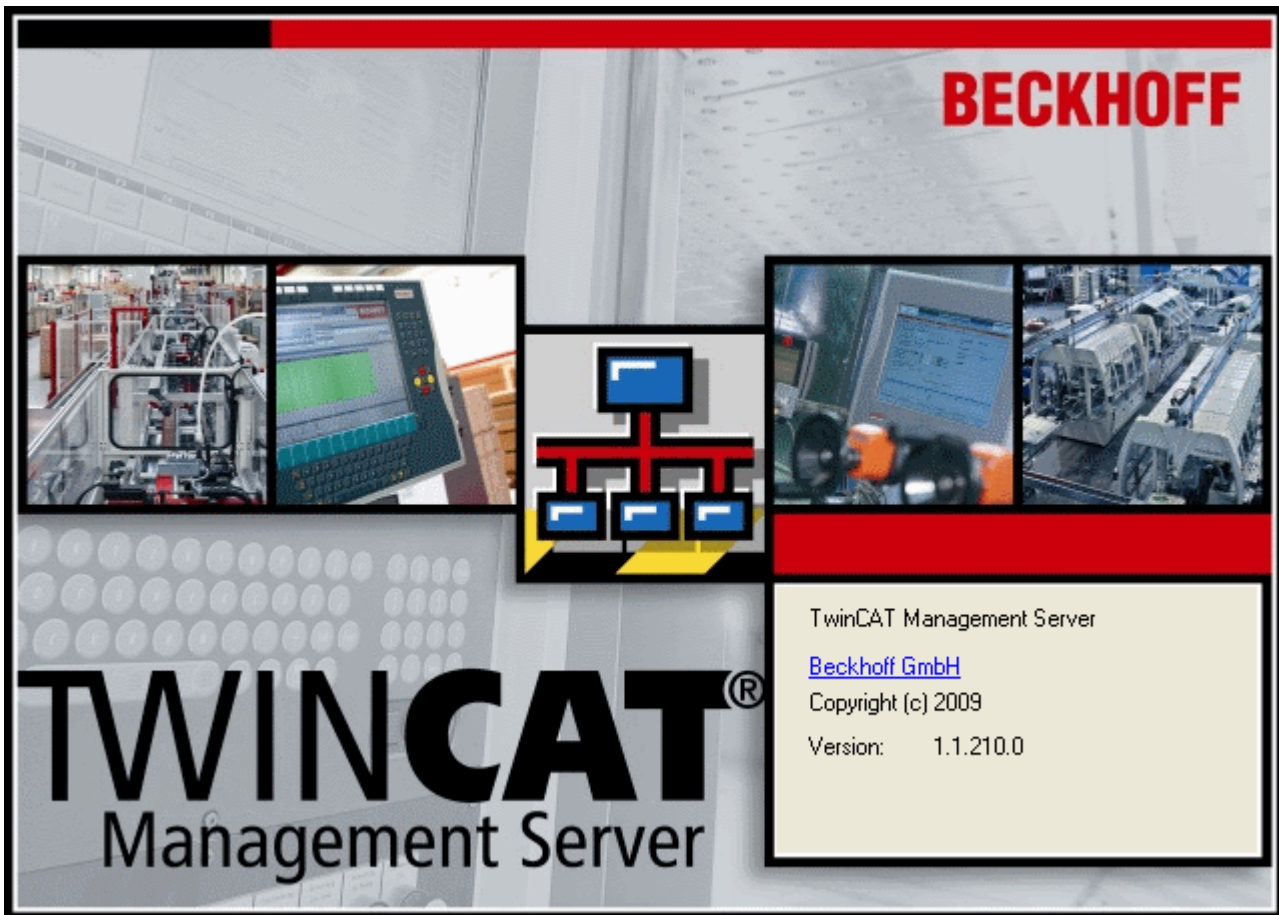 BECKHOFF
TwinCAT Management Server
Beckhoff GmbH
Copyright (c) 2009
Version: 1.1.210.0
TWINCAT®
Management Server